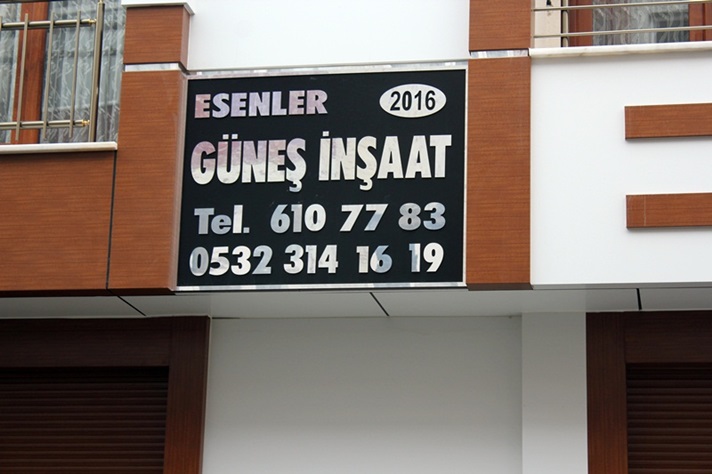 ESENLER 2016
GÜNEŞ İNŞAAT
Tel. 610 77 83
0532 314 16 19